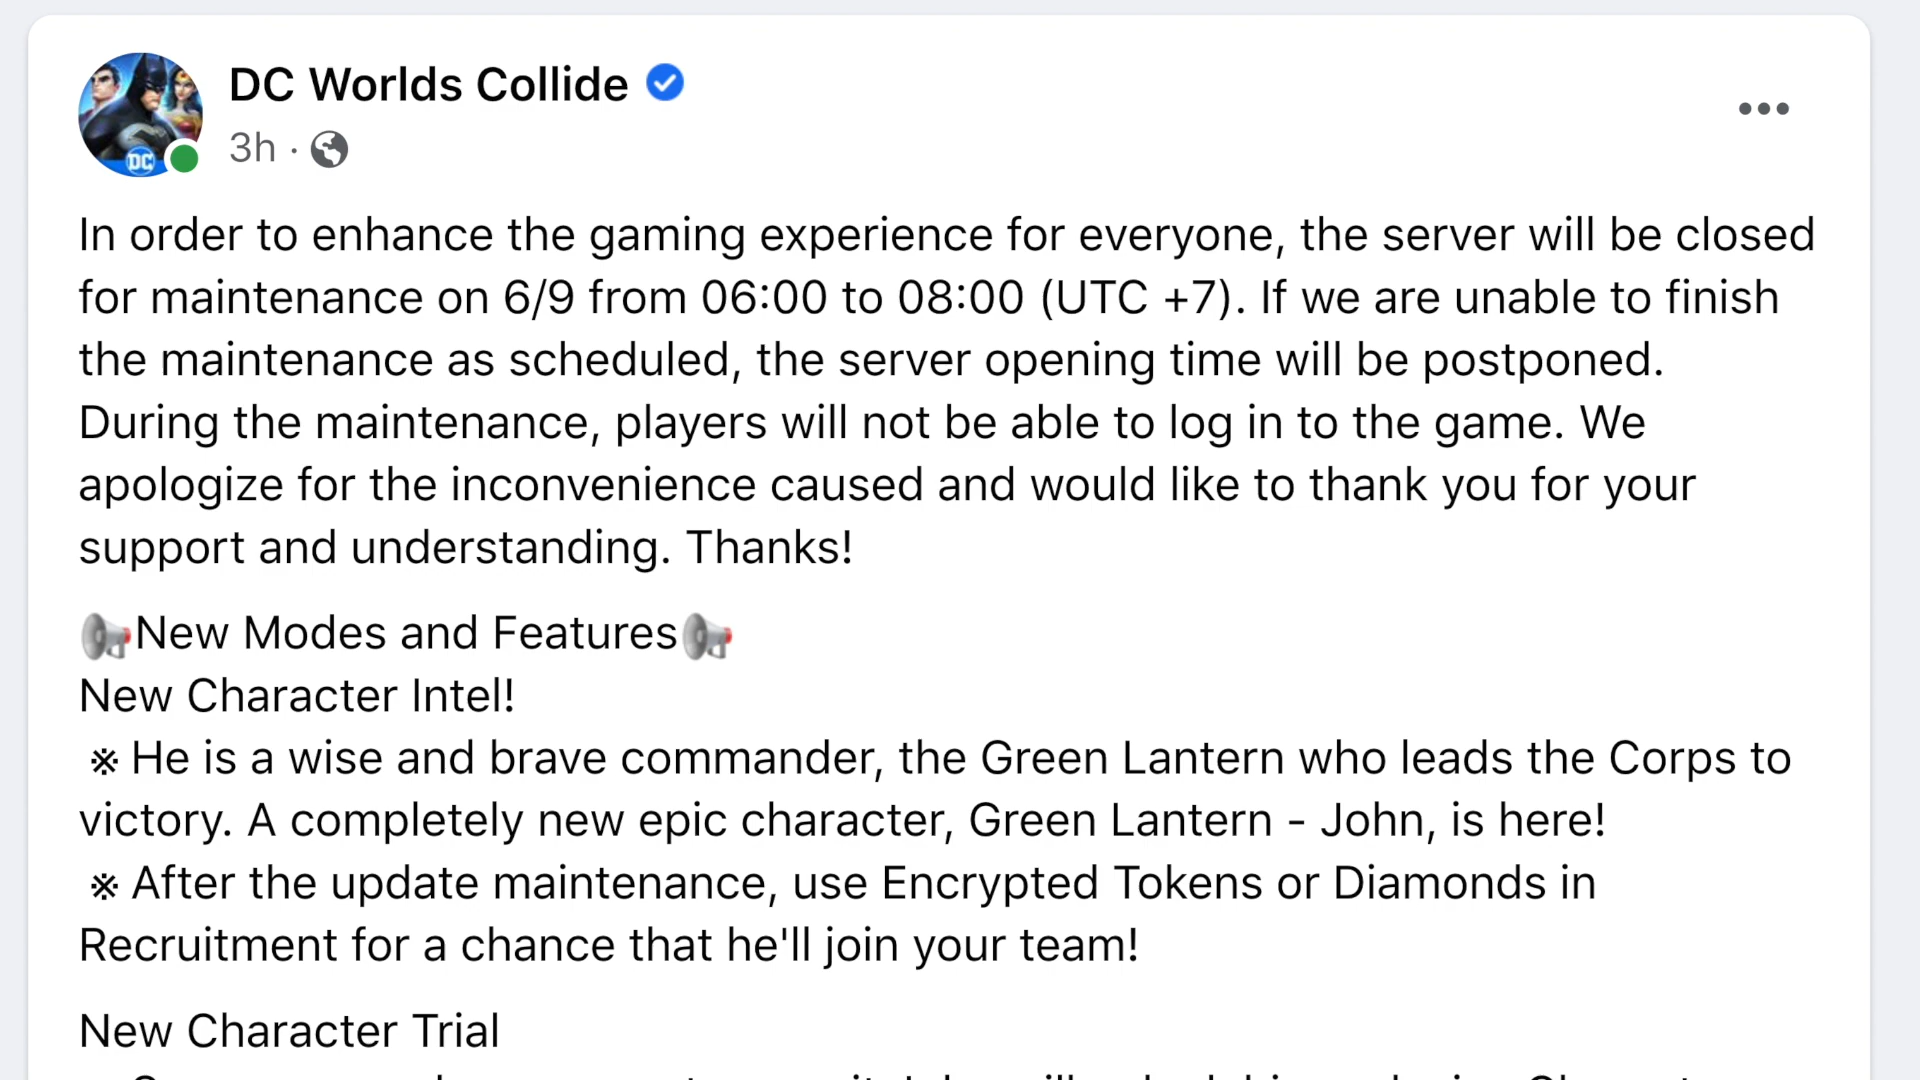 DC Worlds Collide
3h ·
In order to enhance the gaming experience for everyone, the server will be closed
for maintenance on 6/9 from 06:00 to 08:00 (UTC +7). If we are unable to finish
the maintenance as scheduled, the server opening time will be postponed.
During the maintenance, players will not be able to log in to the game. We
apologize for the inconvenience caused and would like to thank you for your
support and understanding. Thanks!
📢New Modes and Features📢
New Character Intel!
※ He is a wise and brave commander, the Green Lantern who leads the Corps to
victory. A completely new epic character, Green Lantern - John, is here!
※ After the update maintenance, use Encrypted Tokens or Diamonds in
Recruitment for a chance that he'll join your team!
New Character Trial
DC